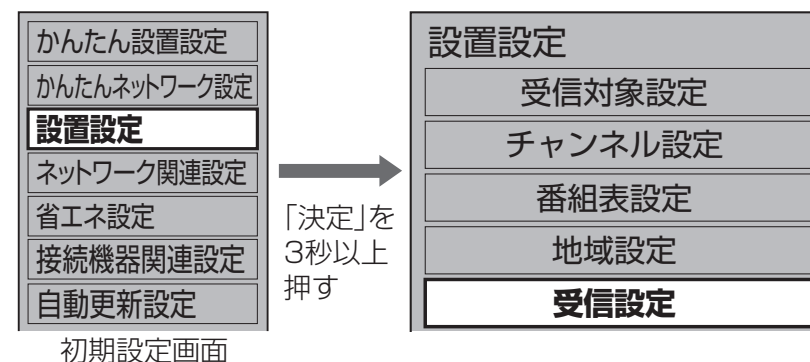 かんたん設置設定
かんたんネットワーク設定
設置設定
ネットワーク関連設定
省エネ設定
接続機器関連設定
自動更新設定
初期設定画面
「決定」を
3秒以上
押す
設置設定
受信対象設定
チャンネル設定
番組表設定
地域設定
受信設定